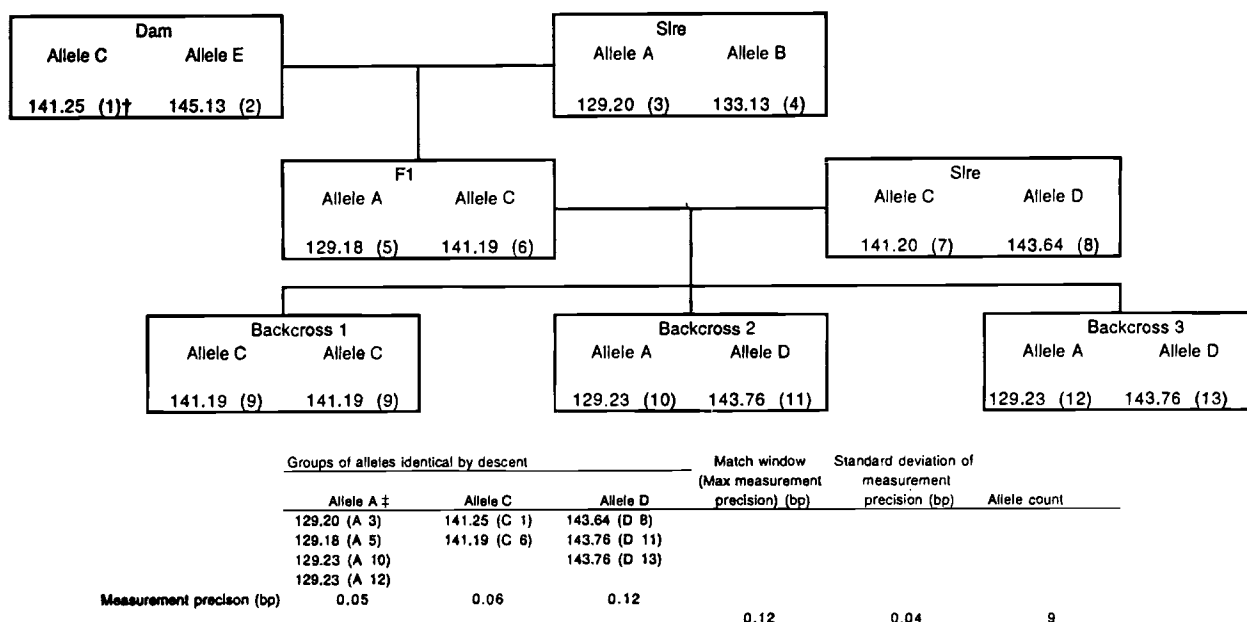 Dam
Allele C Allele E
141.25 (1)† 145.13 (2)
SIre
Allele A Allele B
129.20 (3) 133.13 (4)
F1
Allele A Allele C
129.18 (5) 141.19 (6)
SIre
Allele C Allele D
141.20 (7) 143.64 (8)
Backcross 1
Allele C Allele C
141.19 (9) 141.19 (9)
Backcross 2
Allele A Allele D
129.23 (10) 143.76 (11)
Backcross 3
Allele A Allele D
129.23 (12) 143.76 (13)
Groups of alleles identical by descent Match window Standard deviation of
(Max measurement measurement
Allele A ‡ Allele C Allele D precision) (bp) precision (bp) Allele count
129.20 (A 3) 141.25 (C 1) 143.64 (D 8)
129.18 (A 5) 141.19 (C 6) 143.76 (D 11)
129.23 (A 10) 143.76 (D 13)
129.23 (A 12)
Measurement precison (bp) 0.05 0.06 0.12
0.12 0.04 9